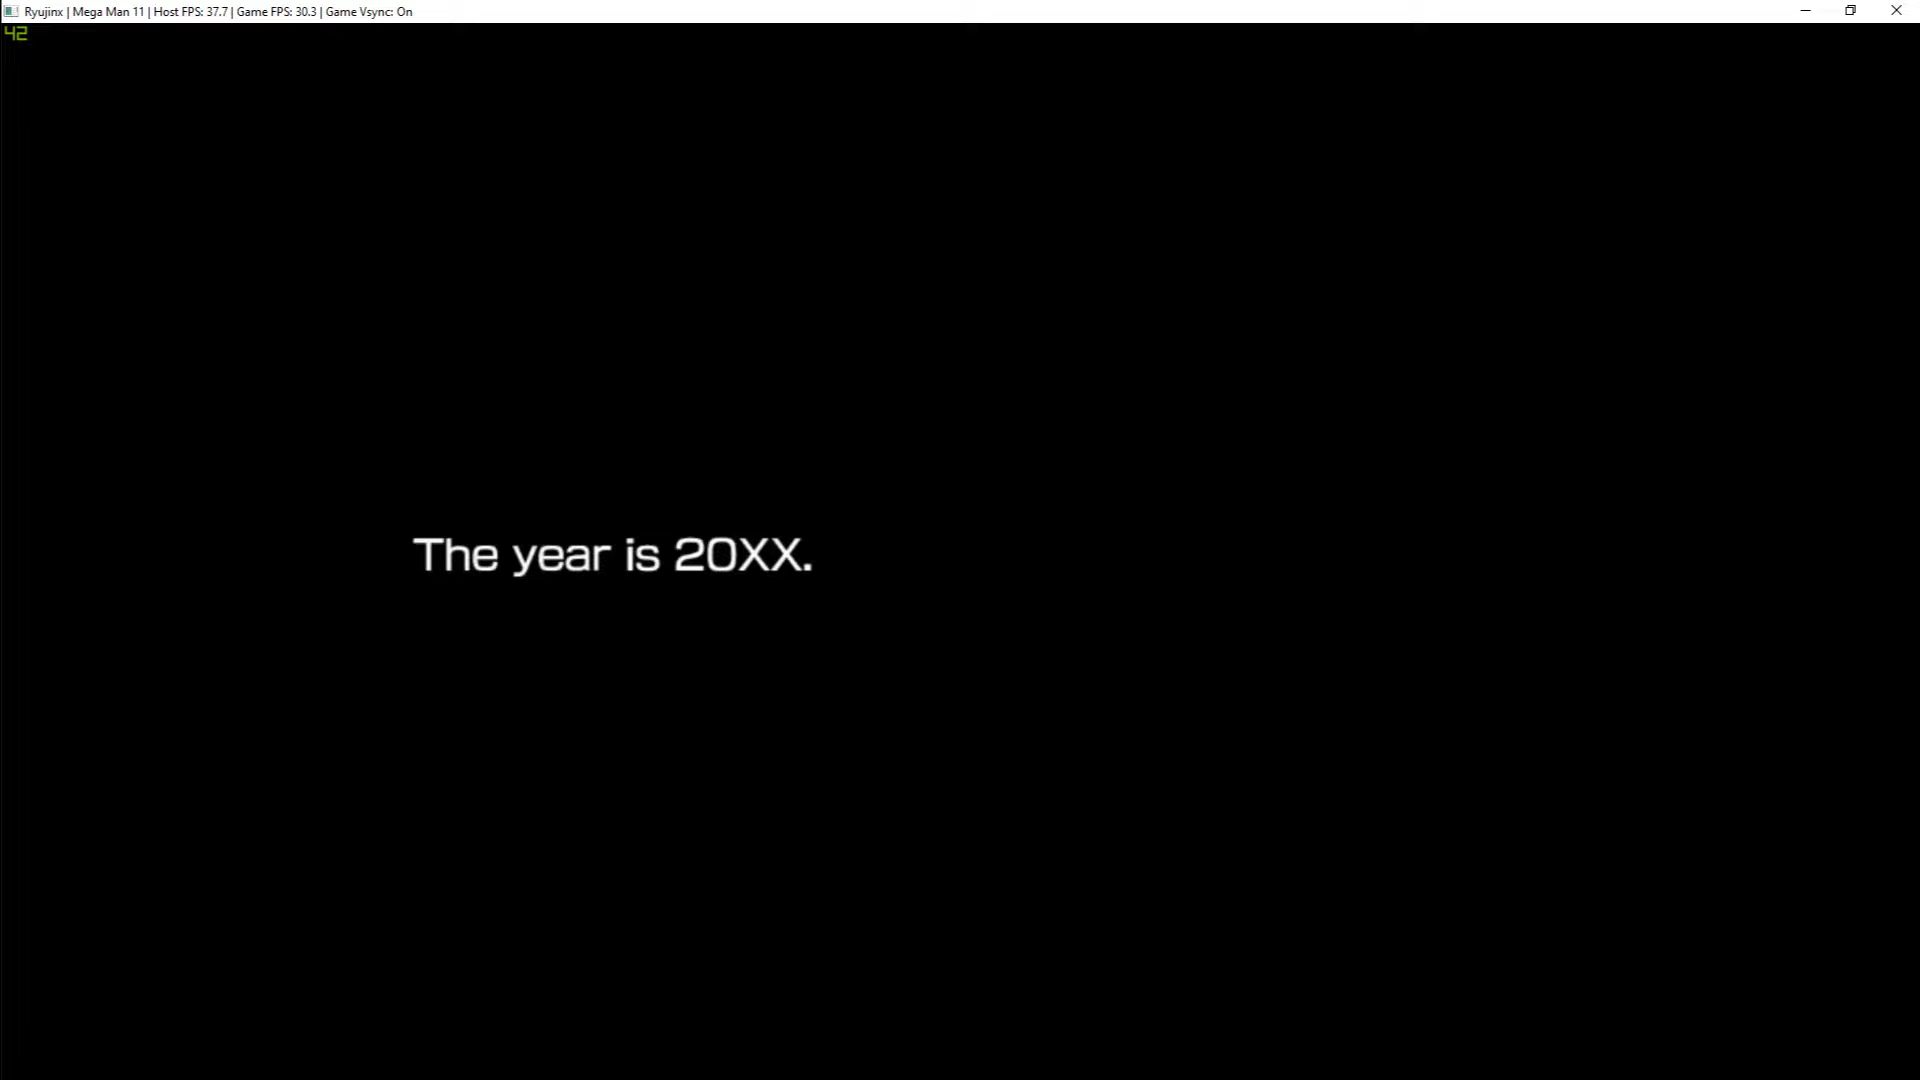 Ryujinx | Mega Man 11 | Host FPS: 37.7 | Game FPS: 30.3 | Game Vsync: On
42
The year is 20XX.